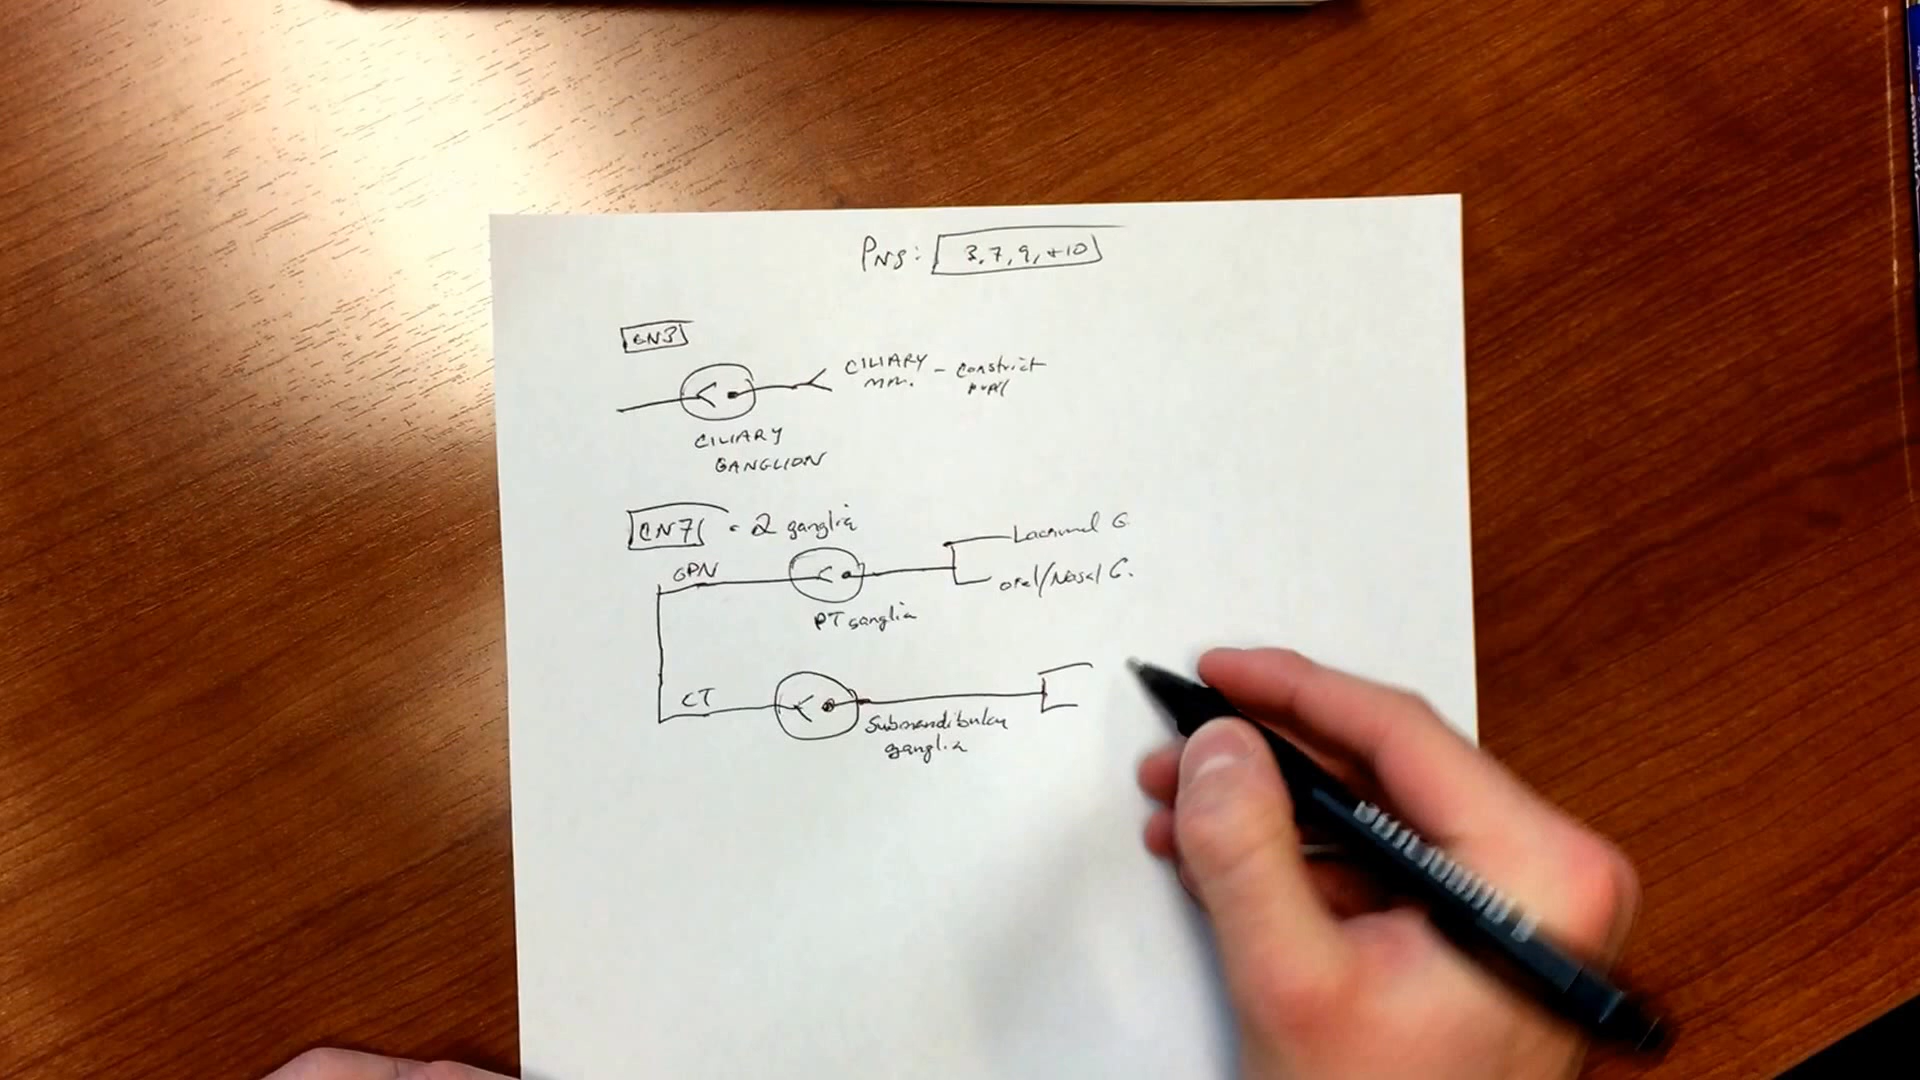 PNS: 3, 7, 9, +10
CN3
CILIARY
MM. - constrict
pupil
CILIARY
GANGLION
CN7 • 2 ganglia
GPN
Lacrimal G.
oral/Nasal G.
PT ganglia
CT
Submandibular
ganglia